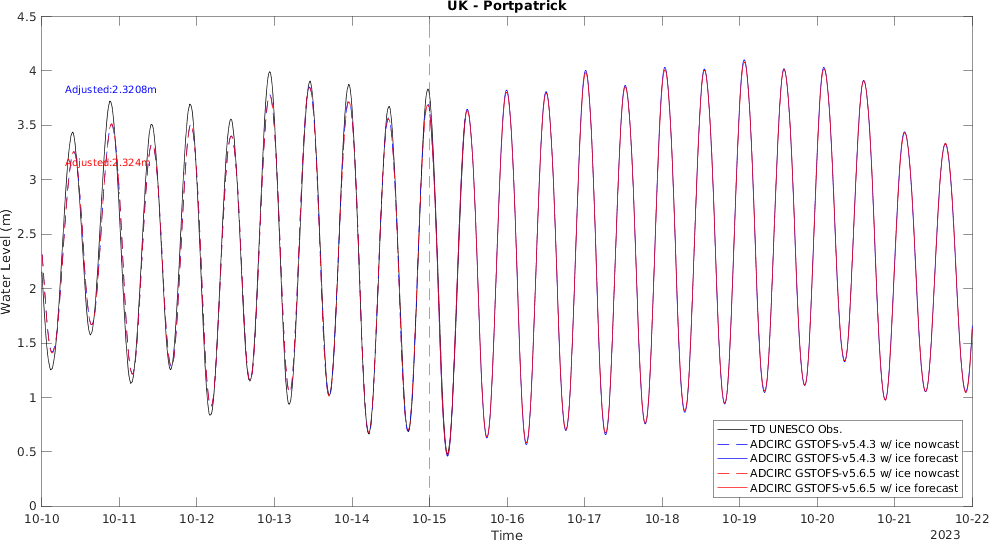 UK - Portpatrick
4.5
4
3.5
3
2.5
2
1.5
1
0.5
0
Water Level (m)
Adjusted:2.3208m
Adjusted:2.324m
TD UNESCO Obs.
ADCIRC GSTOFS-v5.4.3 w/ ice nowcast
ADCIRC GSTOFS-v5.4.3 w/ ice forecast
ADCIRC GSTOFS-v5.6.5 w/ ice nowcast
ADCIRC GSTOFS-v5.6.5 w/ ice forecast
10-10 10-11 10-12 10-13 10-14 10-15 10-16 10-17 10-18 10-19 10-20 10-21 10-22
Time
2023